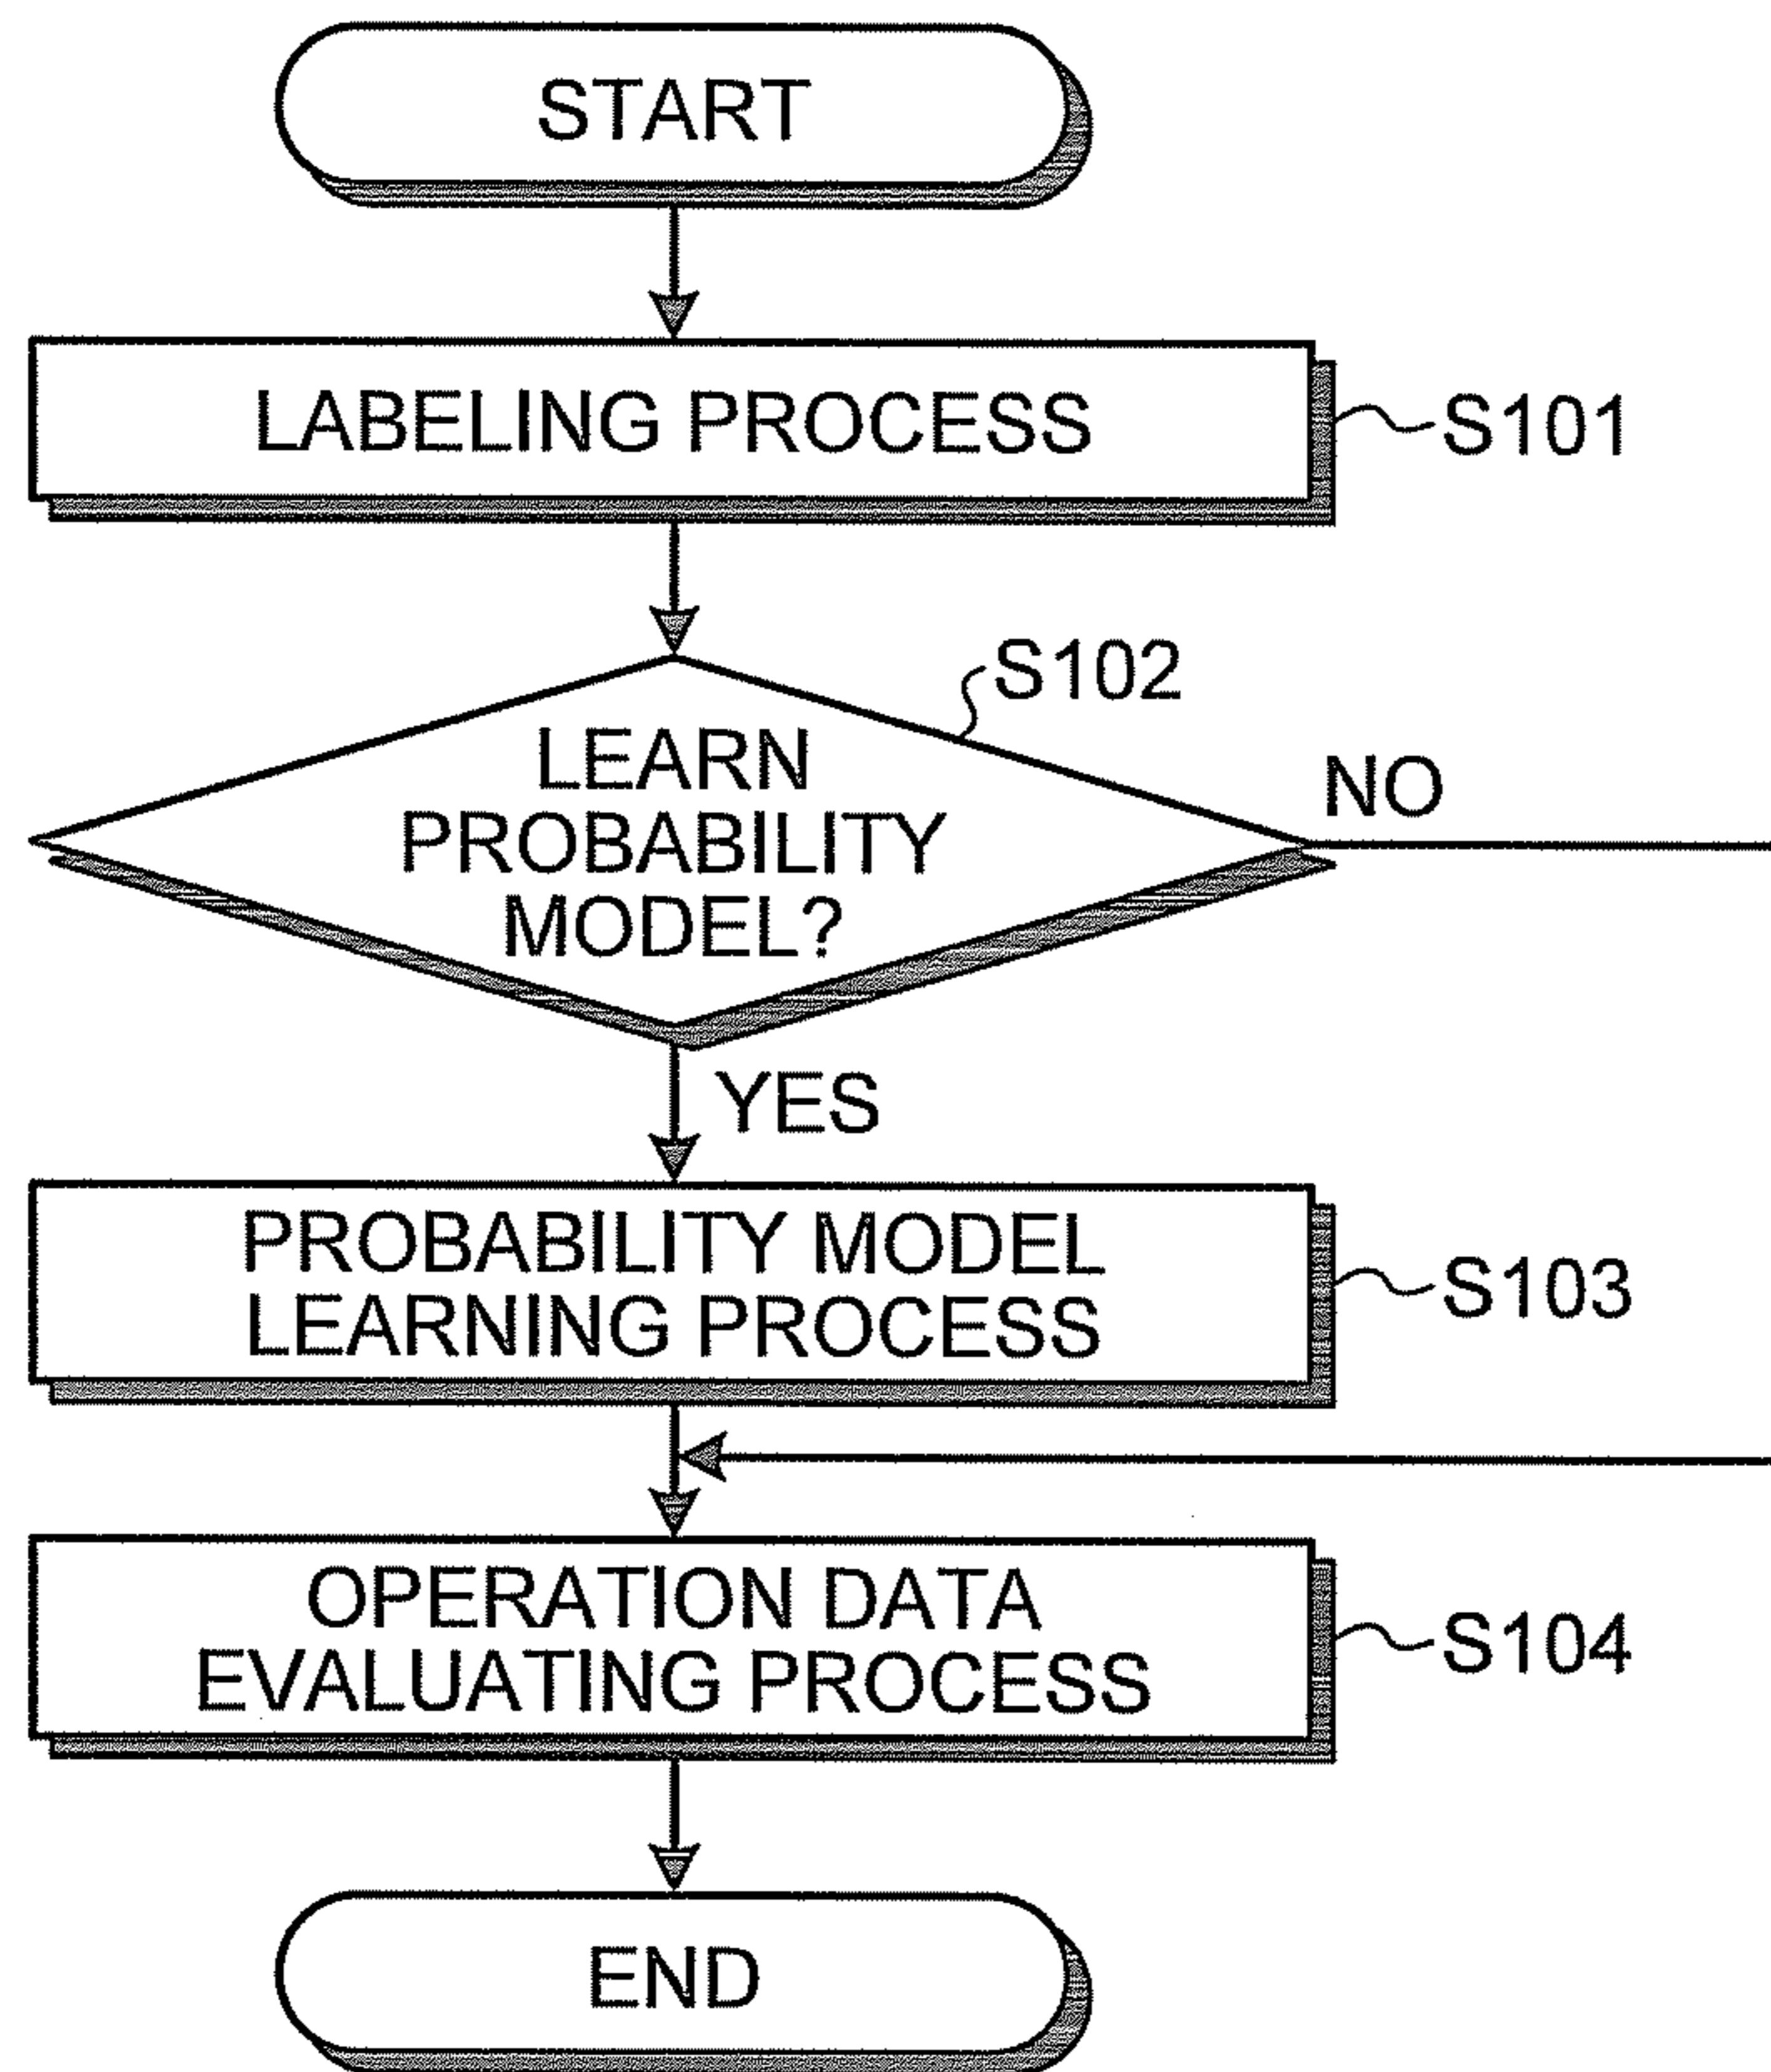 START
LABELING PROCESS
S101
S102
LEARN
PROBABILITY
MODEL?
NO
YES
PROBABILITY MODEL
LEARNING PROCESS
S103
OPERATION DATA
EVALUATING PROCESS
S104
END